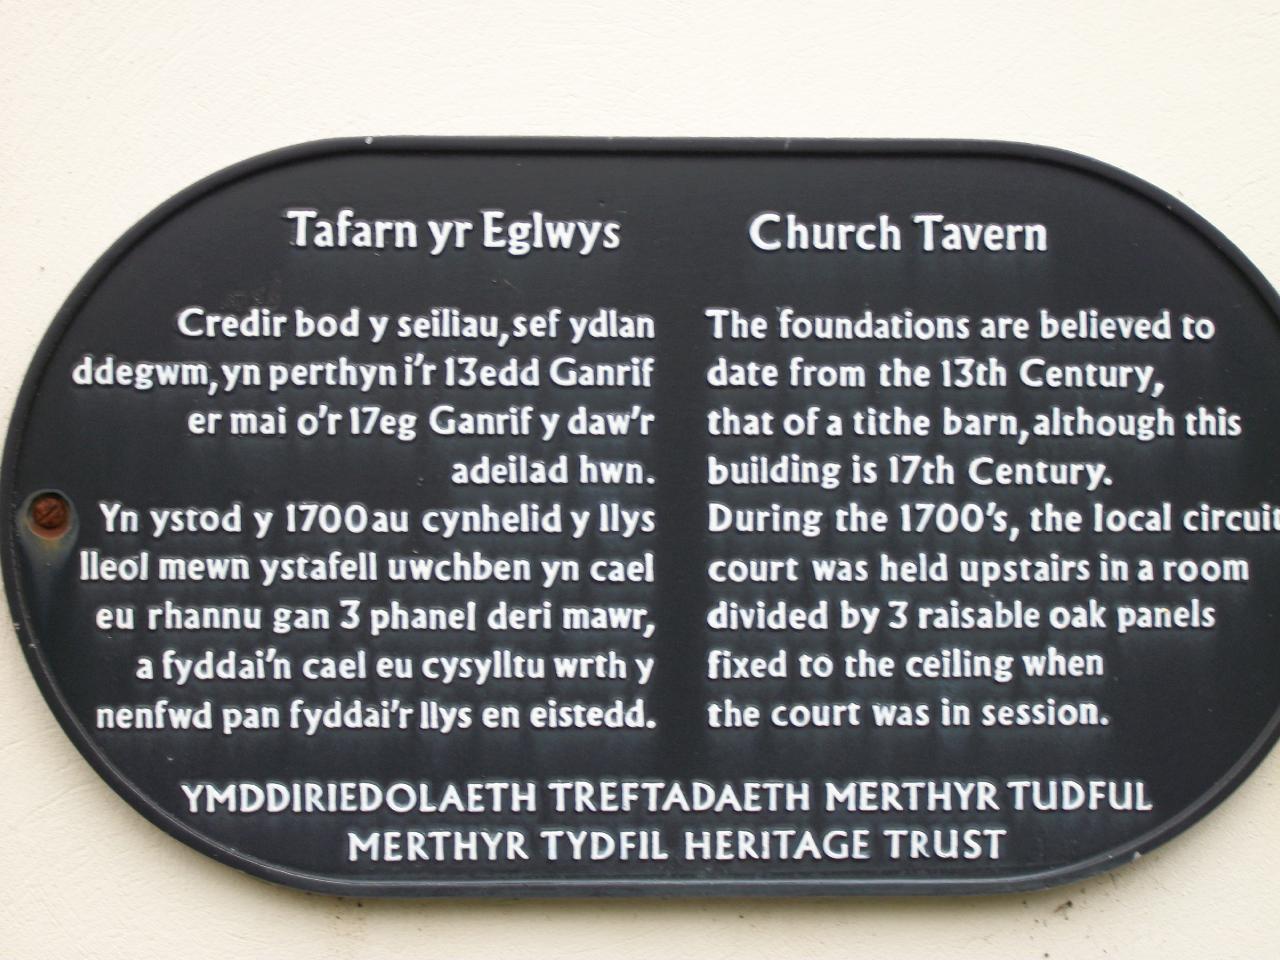 Tafarn yr Eglwys
Credir bod y seiliau, sef ydlan
ddegwm, yn perthyn i'r 13edd Ganrif
er mai o'r 17eg Ganrif y daw'r
adeilad hwn.
Yn ystod y 1700au cynhelid y llys
lleol mewn ystafell uwchben yn cael
eu rhannu gan 3 phanel deri mawr,
a fyddai'n cael eu cysylltu wrth y
nenfwd pan fyddai'r llys en eistedd.
Church Tavern
The foundations are believed to
date from the 13th Century,
that of a tithe barn, although this
building is 17th Century.
During the 1700's, the local circuit
court was held upstairs in a room
divided by 3 raisable oak panels
fixed to the ceiling when
the court was in session.
YMDDIRIEDOLAETH TREFTADAETH MERTHYR TUDFUL
MERTHYR TYDFIL HERITAGE TRUST